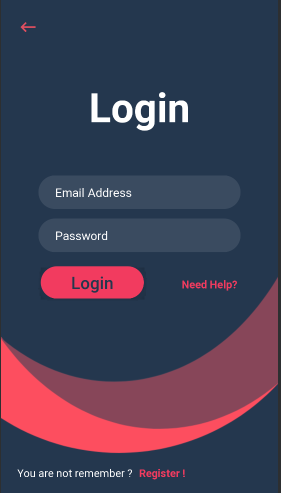 Login
Email Address
Password
Login
Need Help?
You are not remember ? Register !